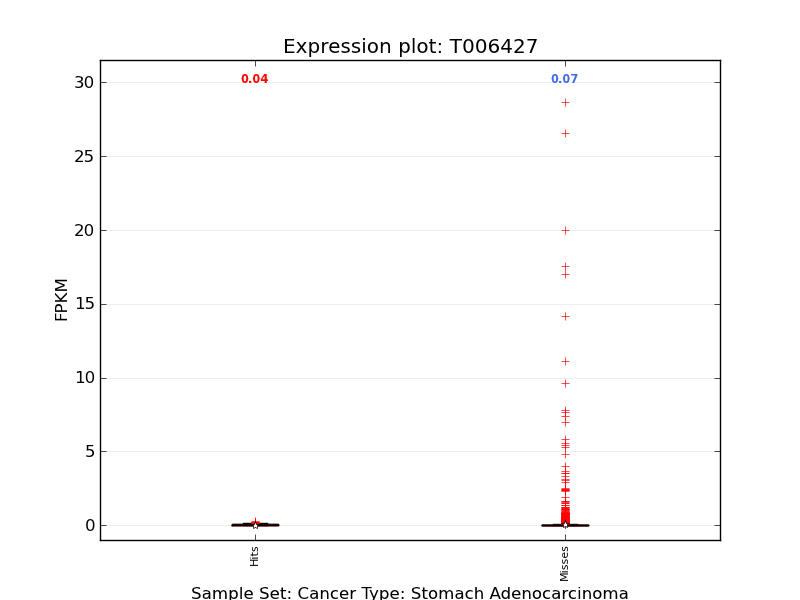 Expression plot: T006427
0.04
0.07
30
25
20
15
10
5
0
FPKM
Hits
Misses
Sample Set: Cancer Type: Stomach Adenocarcinoma